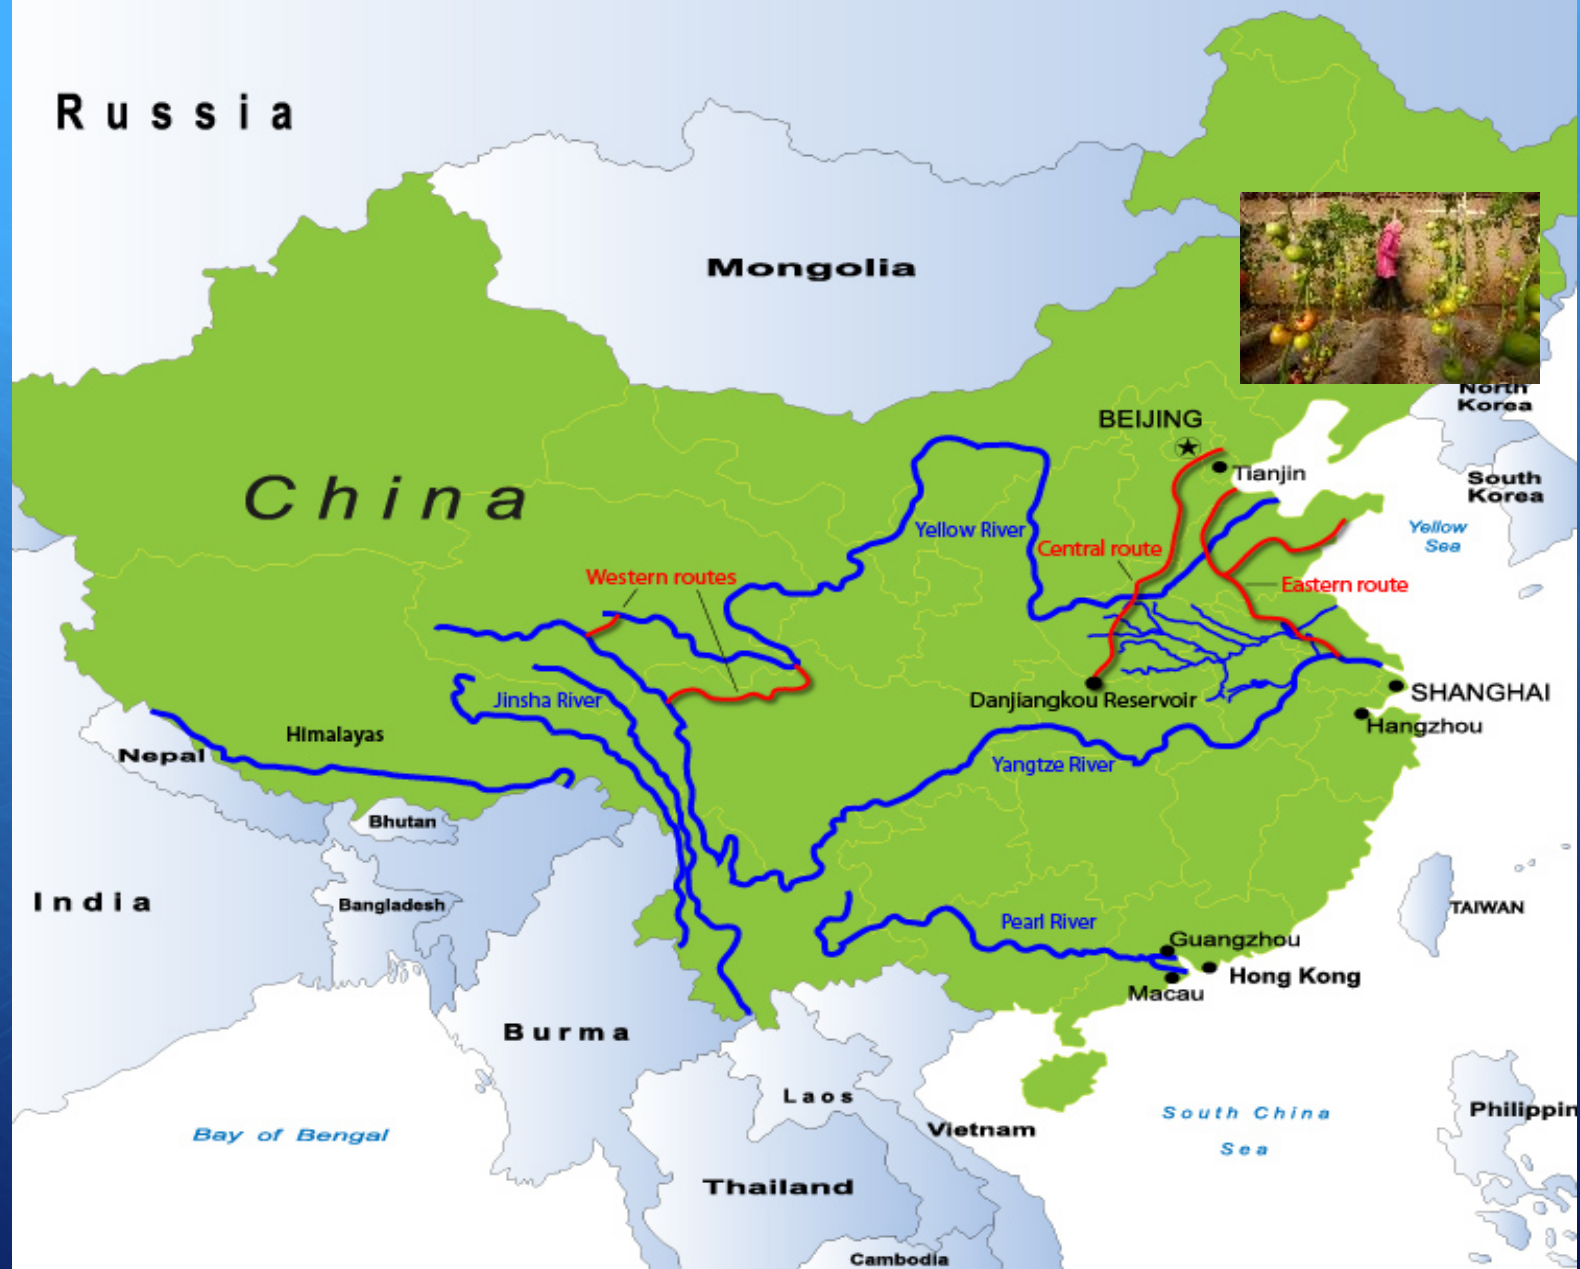 Russia
Mongolia
North
Korea
BEIJING
Tianjin
South
Korea
China
Yellow
Sea
Yellow River
Central route
Western routes
Eastern route
Jinsha River
Danjiangkou Reservoir
SHANGHAI
Hangzhou
Himalayas
Nepal
Yangtze River
Bhutan
India
Bangladesh
TAIWAN
Pearl River
Guangzhou
Hong Kong
Macau
Burma
Laos
South China
Sea
Philippin
Vietnam
Bay of Bengal
Thailand
Cambodia